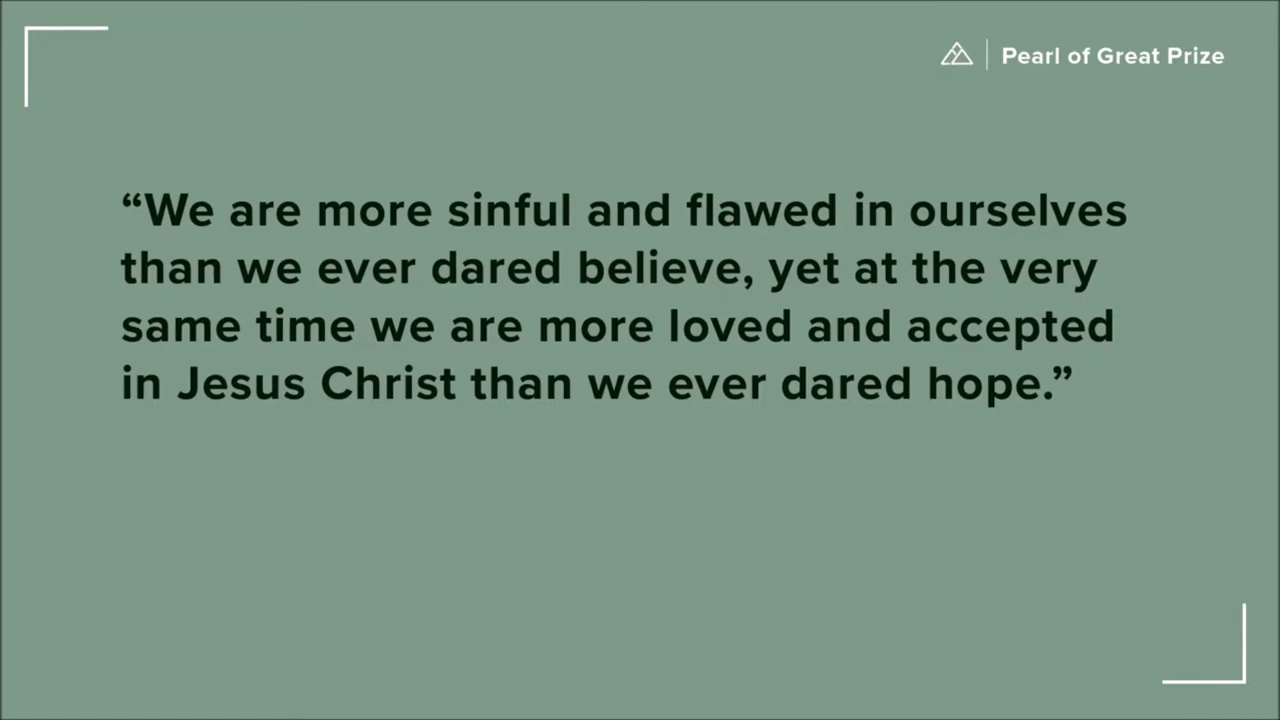 Pearl of Great Prize
“We are more sinful and flawed in ourselves
than we ever dared believe, yet at the very
same time we are more loved and accepted
in Jesus Christ than we ever dared hope.”